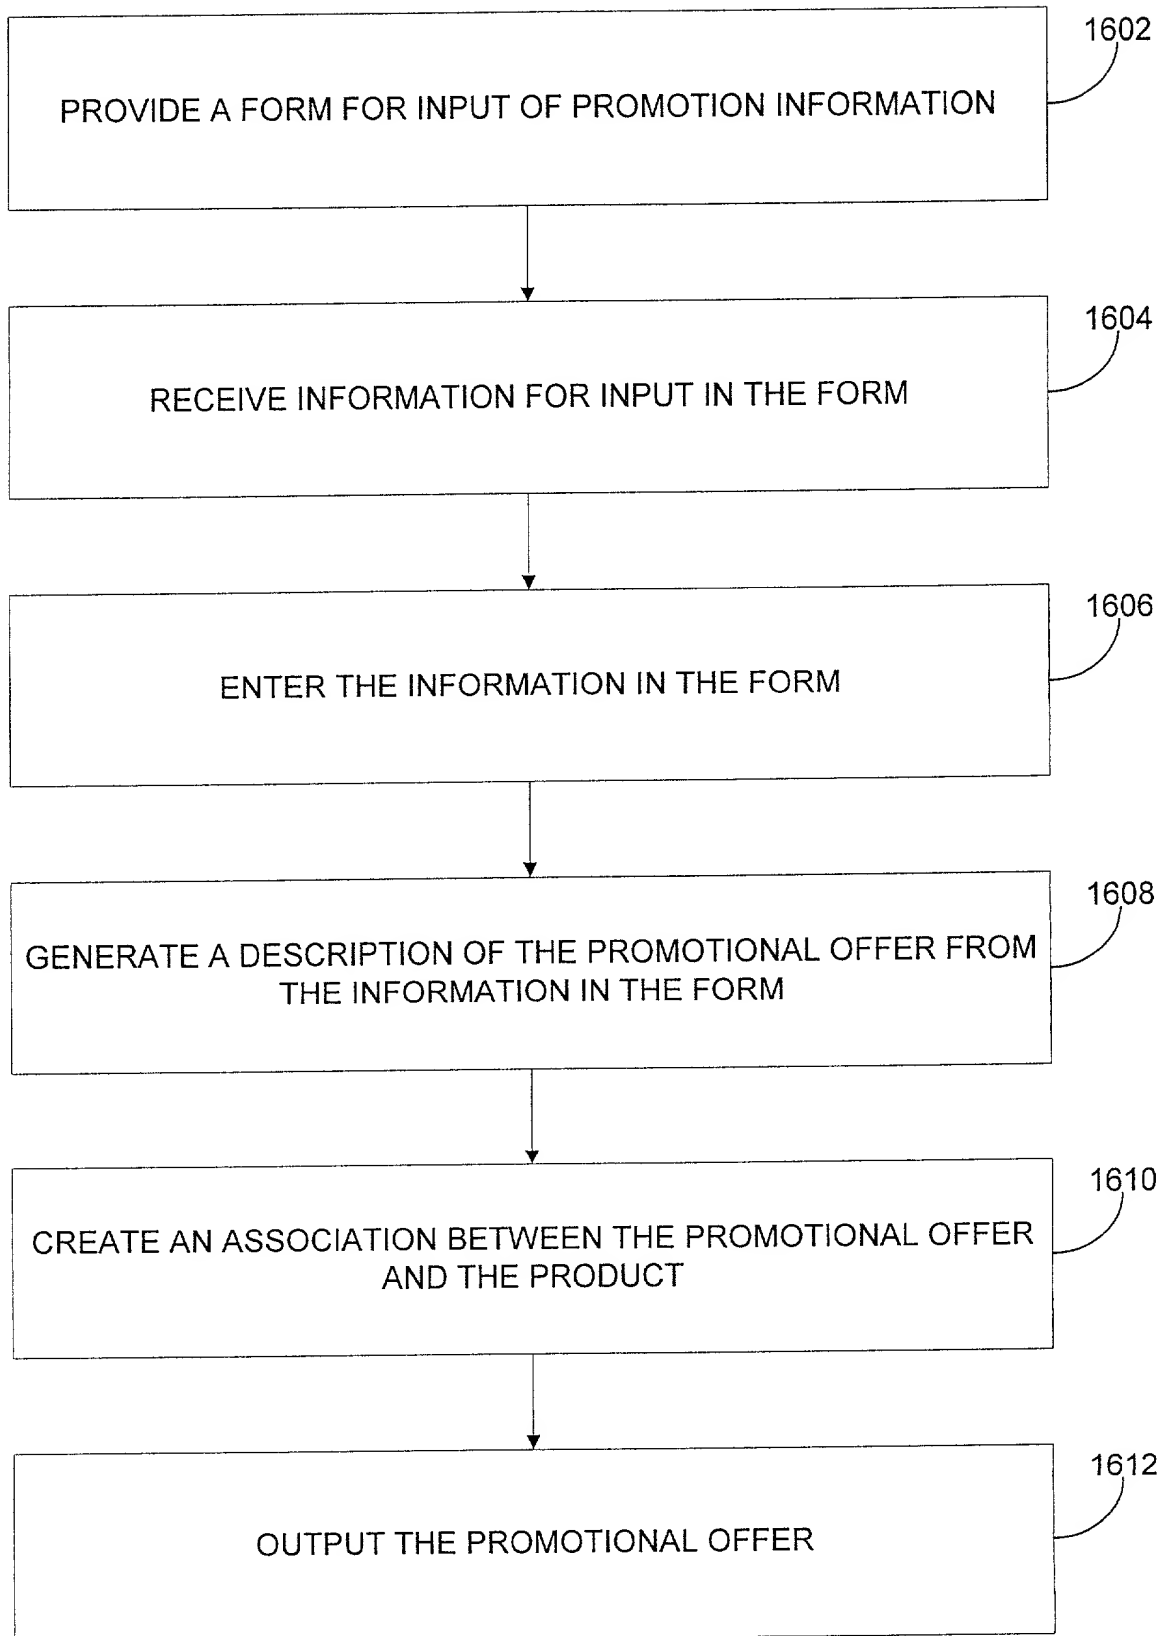 1602
PROVIDE A FORM FOR INPUT OF PROMOTION INFORMATION
1604
RECEIVE INFORMATION FOR INPUT IN THE FORM
1606
ENTER THE INFORMATION IN THE FORM
1608
GENERATE A DESCRIPTION OF THE PROMOTIONAL OFFER FROM
THE INFORMATION IN THE FORM
1610
CREATE AN ASSOCIATION BETWEEN THE PROMOTIONAL OFFER
AND THE PRODUCT
1612
OUTPUT THE PROMOTIONAL OFFER